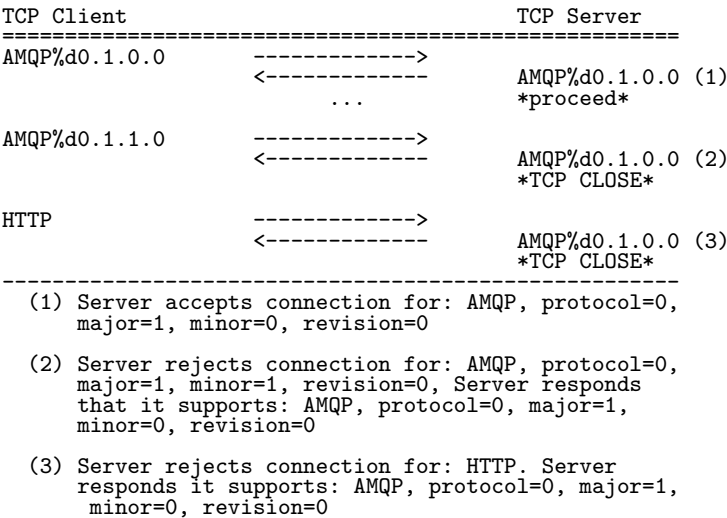 TCP Client                               TCP Server
======================================================
AMQP%d0.1.0.0       ------------->
                    <-------------       AMQP%d0.1.0.0 (1)
                          ...            *proceed*
AMQP%d0.1.1.0       ------------->
                    <-------------       AMQP%d0.1.0.0 (2)
                                         *TCP CLOSE*
HTTP                ------------->
                    <-------------       AMQP%d0.1.0.0 (3)
                                         *TCP CLOSE*
------------------------------------------------------
  (1) Server accepts connection for: AMQP, protocol=0,
      major=1, minor=0, revision=0
  (2) Server rejects connection for: AMQP, protocol=0,
      major=1, minor=1, revision=0, Server responds
      that it supports: AMQP, protocol=0, major=1,
      minor=0, revision=0
  (3) Server rejects connection for: HTTP. Server
      responds it supports: AMQP, protocol=0, major=1,
       minor=0, revision=0